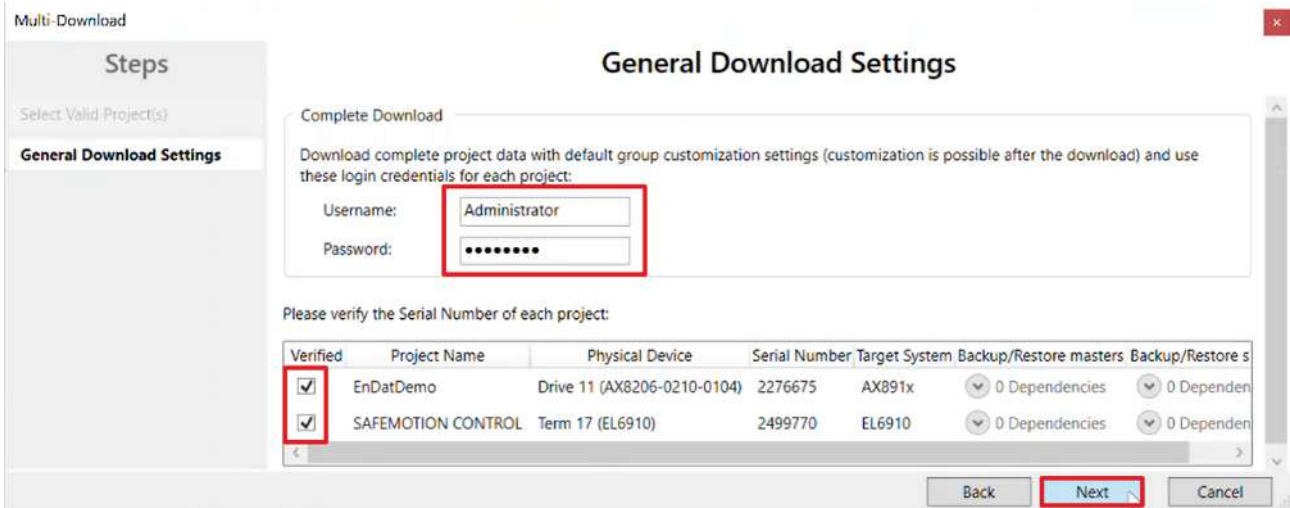 Multi-Download
Steps
Select Valid Project(s)
General Download Settings
General Download Settings
Complete Download
Download complete project data with default group customization settings (customization is possible after the download) and use
these login credentials for each project:
Username: Administrator
Password: ••••••••
Please verify the Serial Number of each project:
Verified Project Name Physical Device Serial Number Target System Backup/Restore masters Backup/Restore s
EnDatDemo Drive 11 (AX8206-0210-0104) 2276675 AX891x 0 Dependencies 0 Dependen
SAFEMOTION CONTROL Term 17 (EL6910) 2499770 EL6910 0 Dependencies 0 Dependen
Back Next Cancel